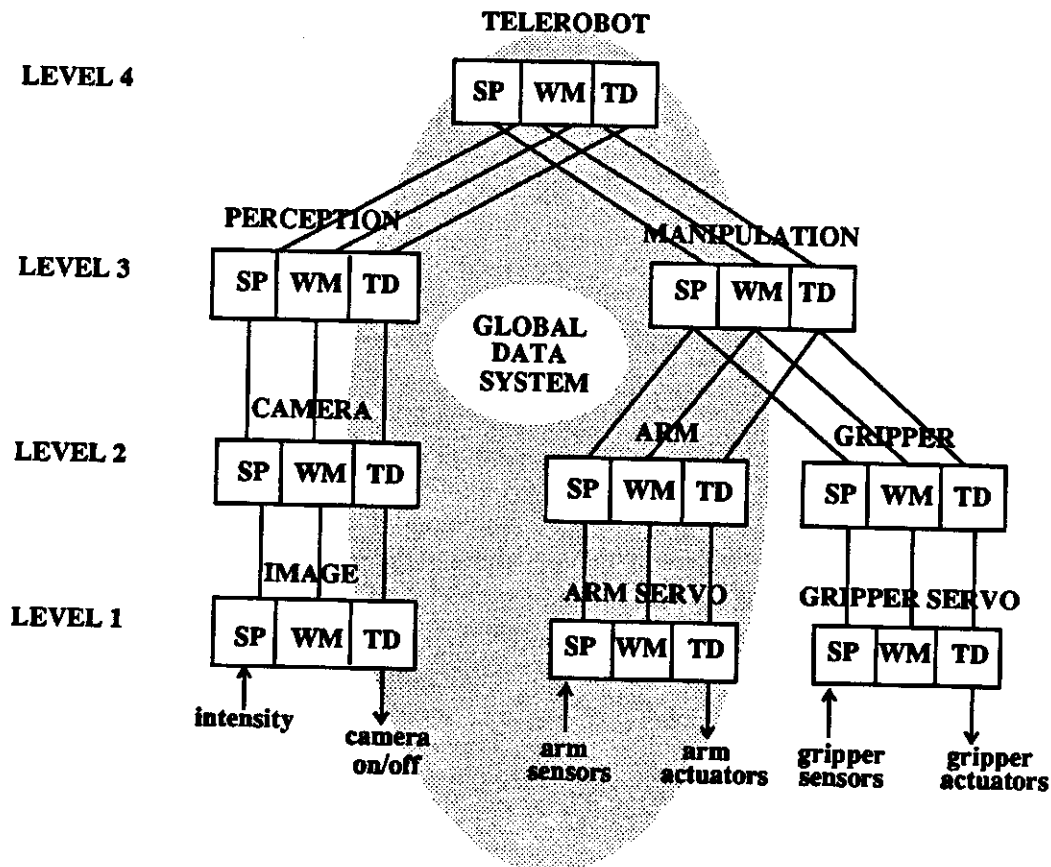 TELEROBOT
LEVEL 4
SP WM TD
PERCEPTION
MANIPULATION
LEVEL 3
SP WM TD
SP WM TD
GLOBAL
DATA
SYSTEM
CAMERA
ARM
GRIPPER
LEVEL 2
SP WM TD
SP WM TD
SP WM TD
IMAGE
ARM SERVO
GRIPPER SERVO
LEVEL 1
SP WM TD
SP WM TD
SP WM TD
intensity
camera
on/off
arm
sensors
arm
actuators
gripper
sensors
gripper
actuators